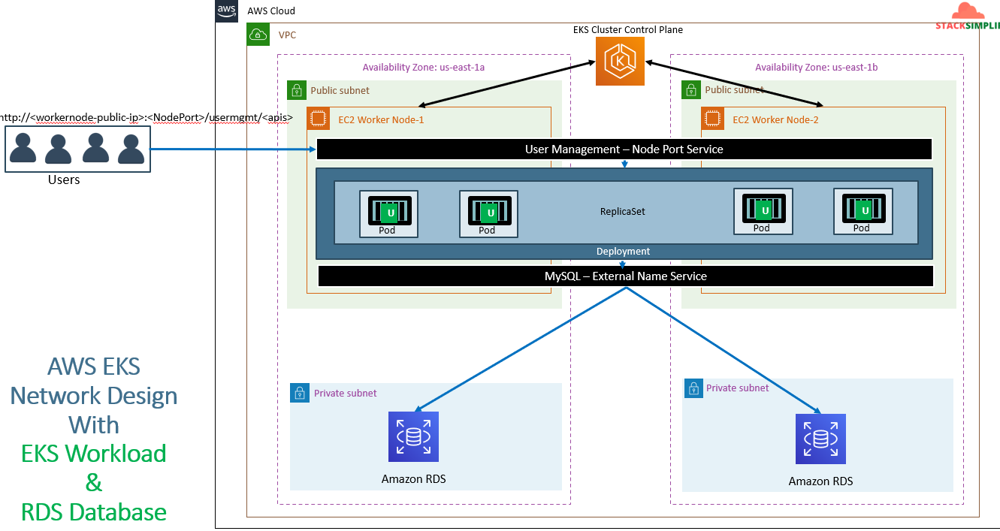 aws
AWS Cloud
STACKSIMPLI
VPC
EKS Cluster Control Plane
K
Availability Zone: us-east-1a
Availability Zone: us-east-1b
Public subnet
Public subnet
http://<workernode-public-ip>:<NodePort>/usermgmt/<apis>
EC2 Worker Node-1
EC2 Worker Node-2
Users
User Management – Node Port Service
U
U
U
U
Pod
Pod
ReplicaSet
Pod
Pod
Deployment
MySQL – External Name Service
AWS EKS
Network Design
With
EKS Workload
&
RDS Database
Private subnet
Private subnet
Amazon RDS
Amazon RDS